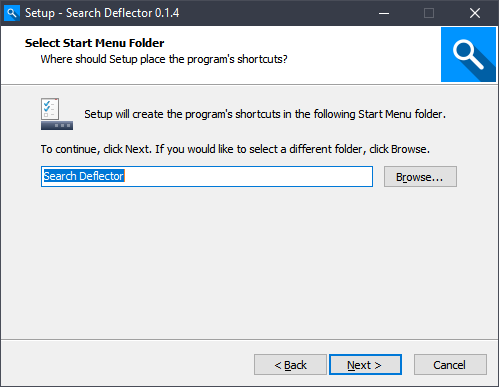 Setup - Search Deflector 0.1.4
Select Start Menu Folder
Where should Setup place the program's shortcuts?
Setup will create the program's shortcuts in the following Start Menu folder.
To continue, click Next. If you would like to select a different folder, click Browse.
Search Deflector
Browse...
< Back
Next >
Cancel